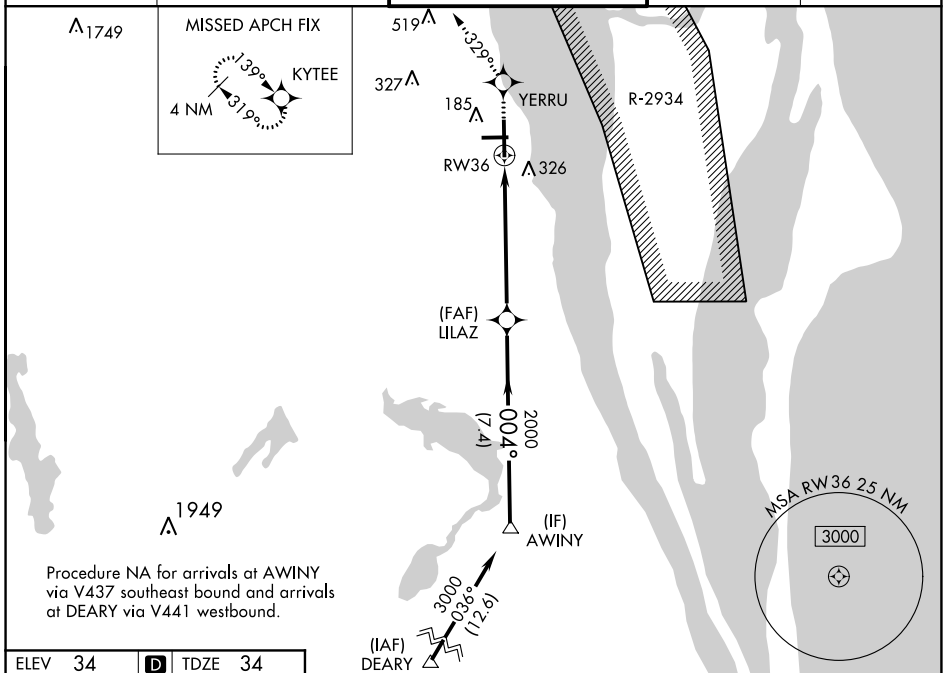 1749
MISSED APCH FIX
139°
KYTEE
4 NM
319°
519
329°
327
YERRU
185
R-2934
RW36
326
(FAF)
LILAZ
2000
004°
(7.4)
1949
(IF)
AWINY
MSA RW36 25 NM
3000
Procedure NA for arrivals at AWINY
via V437 southeast bound and arrivals
at DEARY via V441 westbound.
3000
036°
(12.6)
(IAF)
DEARY
ELEV 34 D TDZE 34